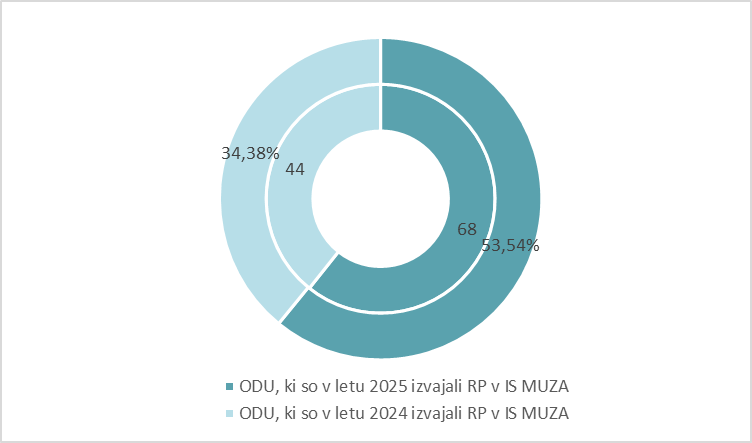 34,38%
44
68
53,54%
ODU, ki so v letu 2025 izvajali RP v IS MUZA
ODU, ki so v letu 2024 izvajali RP v IS MUZA